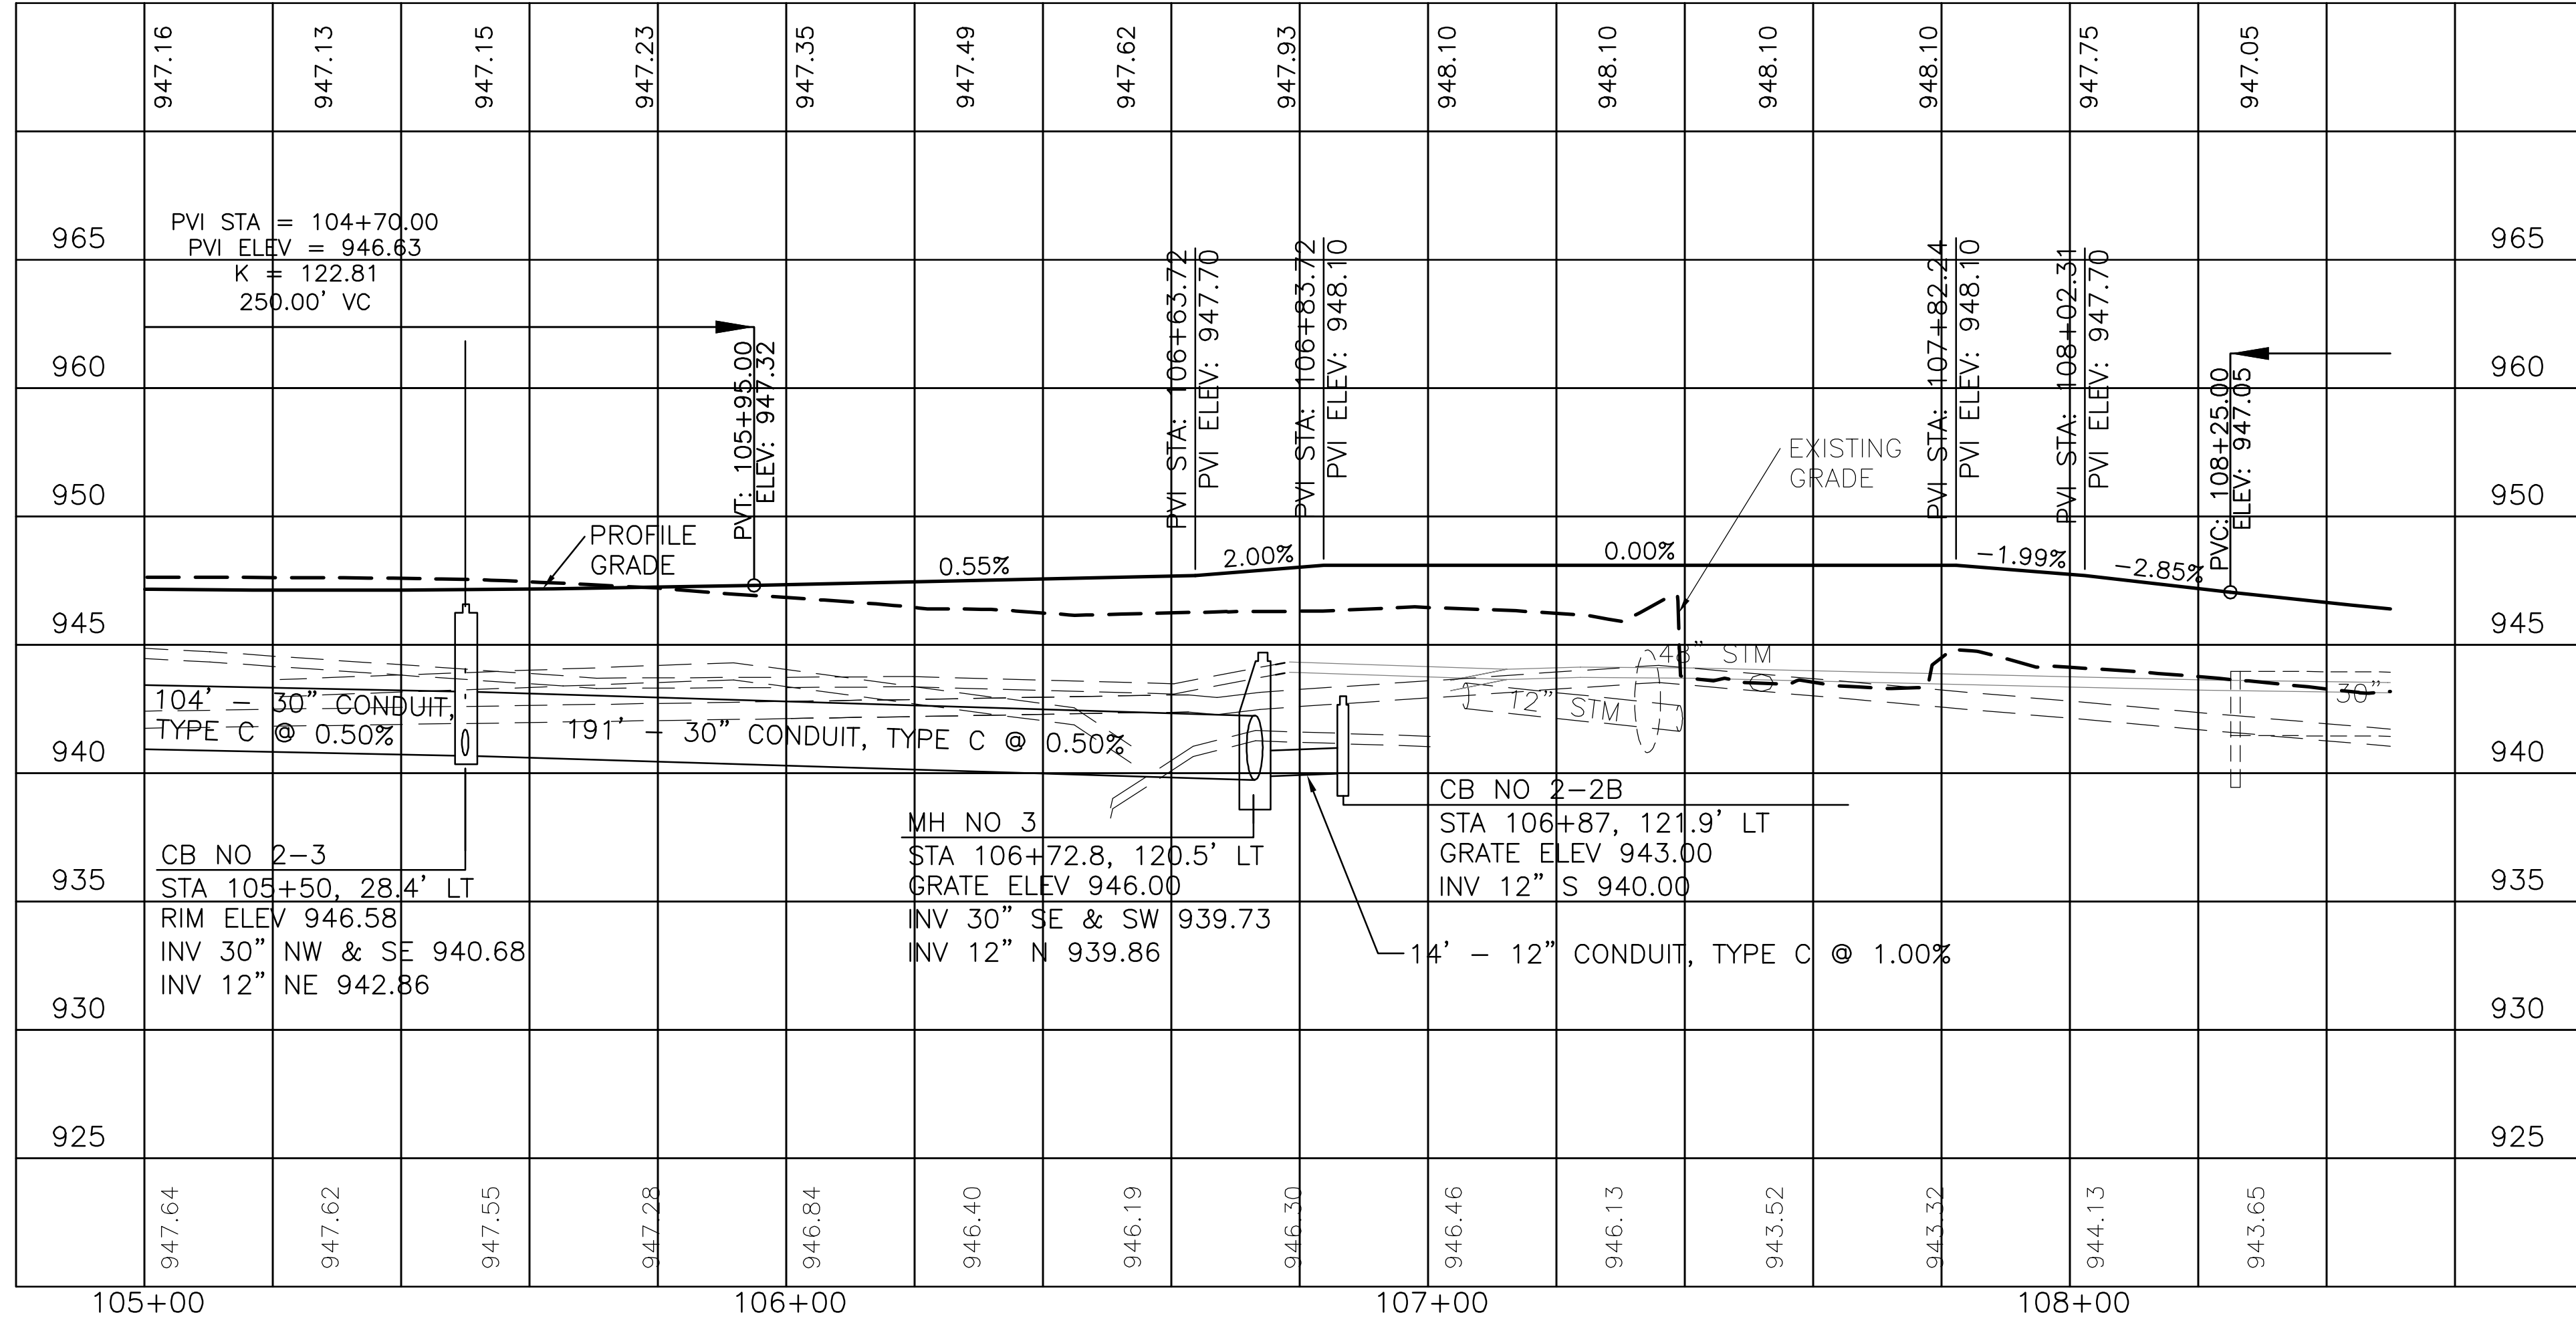 947.16
947.13
947.15
947.23
947.35
947.49
947.62
947.93
948.10
948.10
948.10
948.10
947.75
947.05
PVI STA = 104+70.00
PVI ELEV = 946.63
K = 122.81
250.00' VC
965
965
960
960
950
950
945
945
940
940
935
935
930
930
925
925
PVT: 105+95.00
ELEV: 947.32
PVI STA: 106+63.72
PVI ELEV: 947.70
PVI STA: 106+83.72
PVI ELEV: 948.10
PVI STA: 107+82.24
PVI ELEV: 948.10
PVI STA: 108+02.31
PVI ELEV: 947.70
PVC: 108+25.00
ELEV: 947.05
EXISTING
GRADE
PROFILE
GRADE
0.55%
2.00%
0.00%
-1.99%
-2.85%
48" STM
12" STM
30"
104' - 30" CONDUIT,
TYPE C @ 0.50%
191' - 30" CONDUIT, TYPE C @ 0.50%
CB NO 2-3
STA 105+50, 28.4' LT
RIM ELEV 946.58
INV 30" NW & SE 940.68
INV 12" NE 942.86
MH NO 3
STA 106+72.8, 120.5' LT
GRATE ELEV 946.00
INV 30" SE & SW 939.73
INV 12" N 939.86
CB NO 2-2B
STA 106+87, 121.9' LT
GRATE ELEV 943.00
INV 12" S 940.00
14' - 12" CONDUIT, TYPE C @ 1.00%
947.64
947.62
947.55
947.28
946.84
946.40
946.19
946.30
946.46
946.13
943.52
943.32
944.13
943.65
105+00
106+00
107+00
108+00